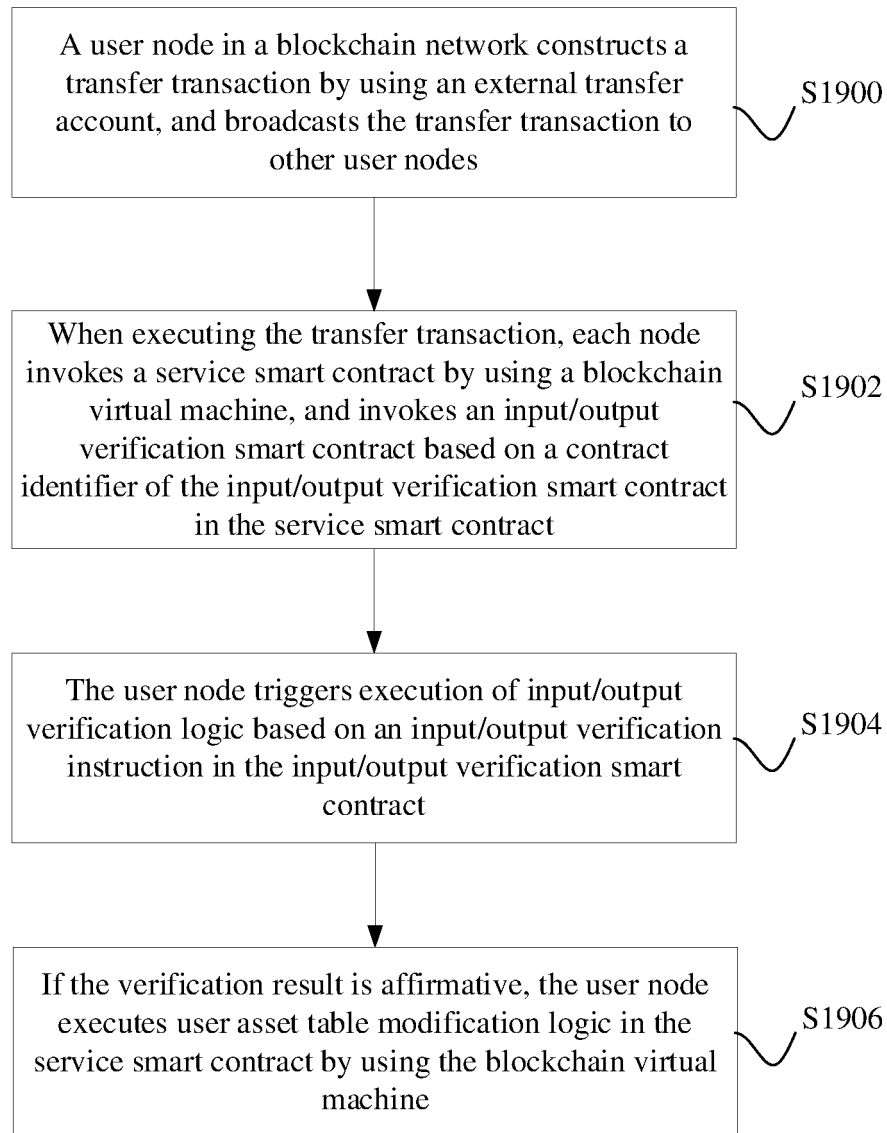 A user node in a blockchain network constructs a
transfer transaction by using an external transfer
account, and broadcasts the transfer transaction to
other user nodes
S1900
When executing the transfer transaction, each node
invokes a service smart contract by using a blockchain
virtual machine, and invokes an input/output
verification smart contract based on a contract
identifier of the input/output verification smart contract
in the service smart contract
S1902
The user node triggers execution of input/output
verification logic based on an input/output verification
instruction in the input/output verification smart
contract
S1904
If the verification result is affirmative, the user node
executes user asset table modification logic in the
service smart contract by using the blockchain virtual
machine
S1906